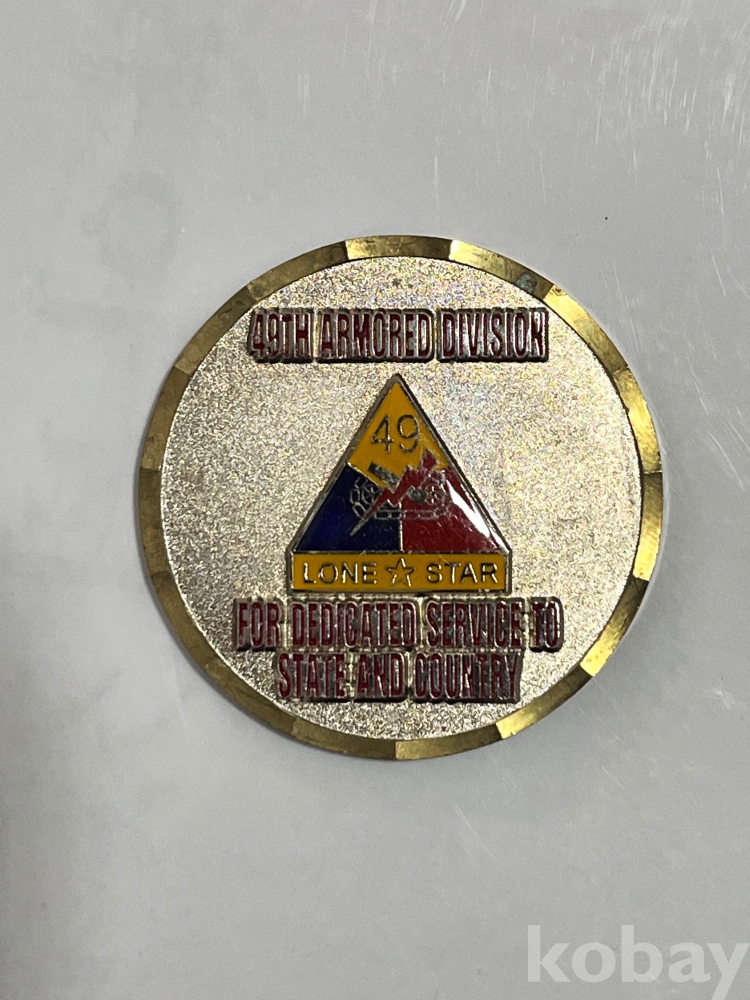 49TH ARMORED DIVISION
49
LONE ☆ STAR
FOR DEDICATED SERVICE TO
STATE AND COUNTRY
kobay